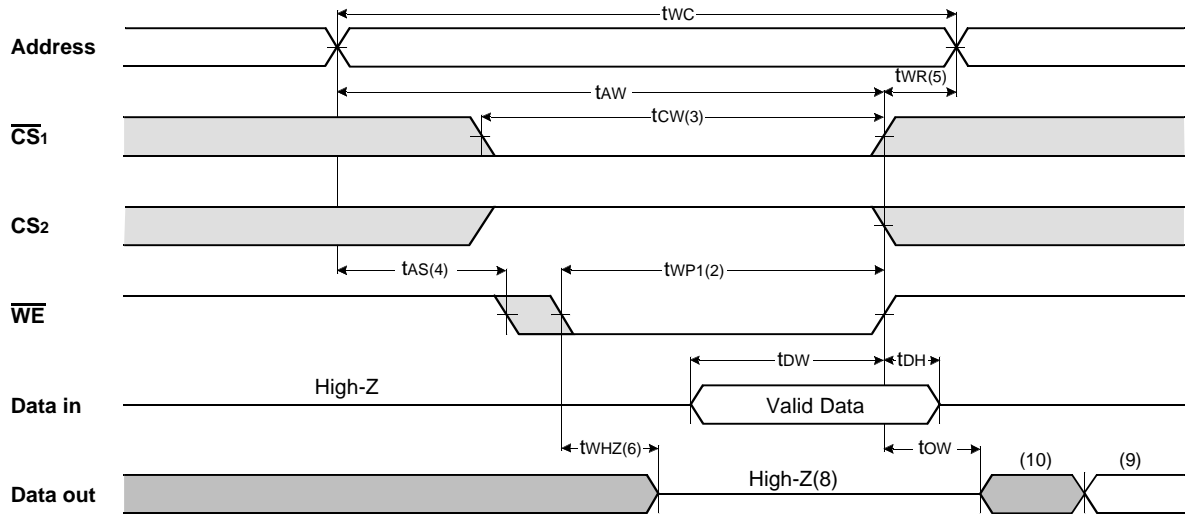 tWC
Address
tWR(5)
tAW
tCW(3)
CS1
CS2
tAS(4)
tWP1(2)
WE
tDW
tDH
High-Z
Data in
Valid Data
tWHZ(6)
tOW
(10)
(9)
High-Z(8)
Data out